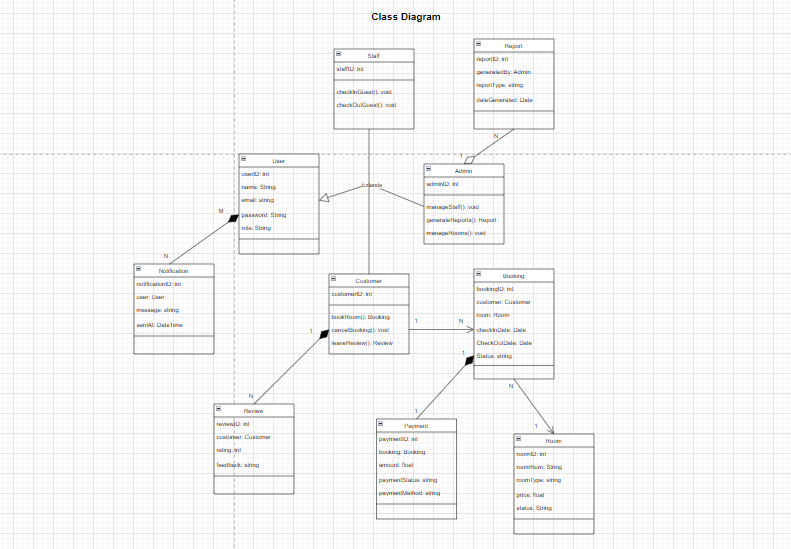 Class Diagram
Staff
staffID: int
checkInGuest(): void
checkOutGuest(): void
Report
reportID: int
generatedBy: Admin
reportType: string
dateGenerated: Date
N
1
User
userID: int
name: String
email: string
password: String
role: String
Extends
Admin
adminID: int
manageStaff(): void
generateReports(): Report
manageRooms(): void
M
N
Notification
notificationID: int
user: User
message: string
sentAt: DateTime
Customer
customerID: int
bookRoom(): Booking
cancelBooking(): void
leaveReview(): Review
1
N
Booking
bookingID: int
customer: Customer
room: Room
checkInDate: Date
CheckOutDate: Date
Status: string
1
N
1
1
N
1
Review
reviewID: int
customer: Customer
rating: int
feedback: string
Payment
paymentID: int
booking: Booking
amount: float
paymentStatus: string
paymentMethod: string
Room
roomID: int
roomNum: String
roomType: string
price: float
status: String